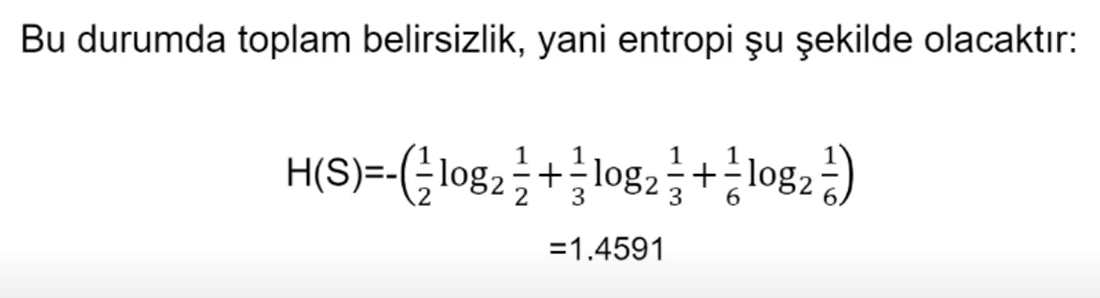 Bu durumda toplam belirsizlik, yani entropi şu şekilde olacaktır:
H(S)=-(1/2 log₂ 1/2 + 1/3 log₂ 1/3 + 1/6 log₂ 1/6)
=1.4591